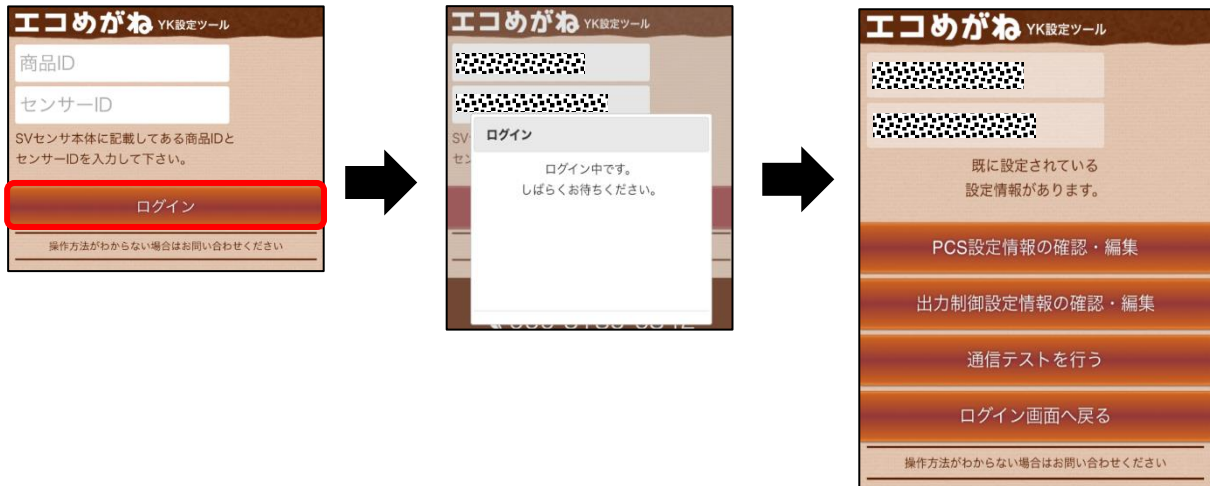 エコめがね YK設定ツール
商品ID
センサーID
SVセンサ本体に記載してある商品IDと
センサーIDを入力して下さい。
ログイン
操作方法がわからない場合はお問い合わせください
エコめがね YK設定ツール
SV
セン
ログイン
ログイン中です。
しばらくお待ちください。
エコめがね YK設定ツール
既に設定されている
設定情報があります。
PCS設定情報の確認・編集
出力制御設定情報の確認・編集
通信テストを行う
ログイン画面へ戻る
操作方法がわからない場合はお問い合わせください